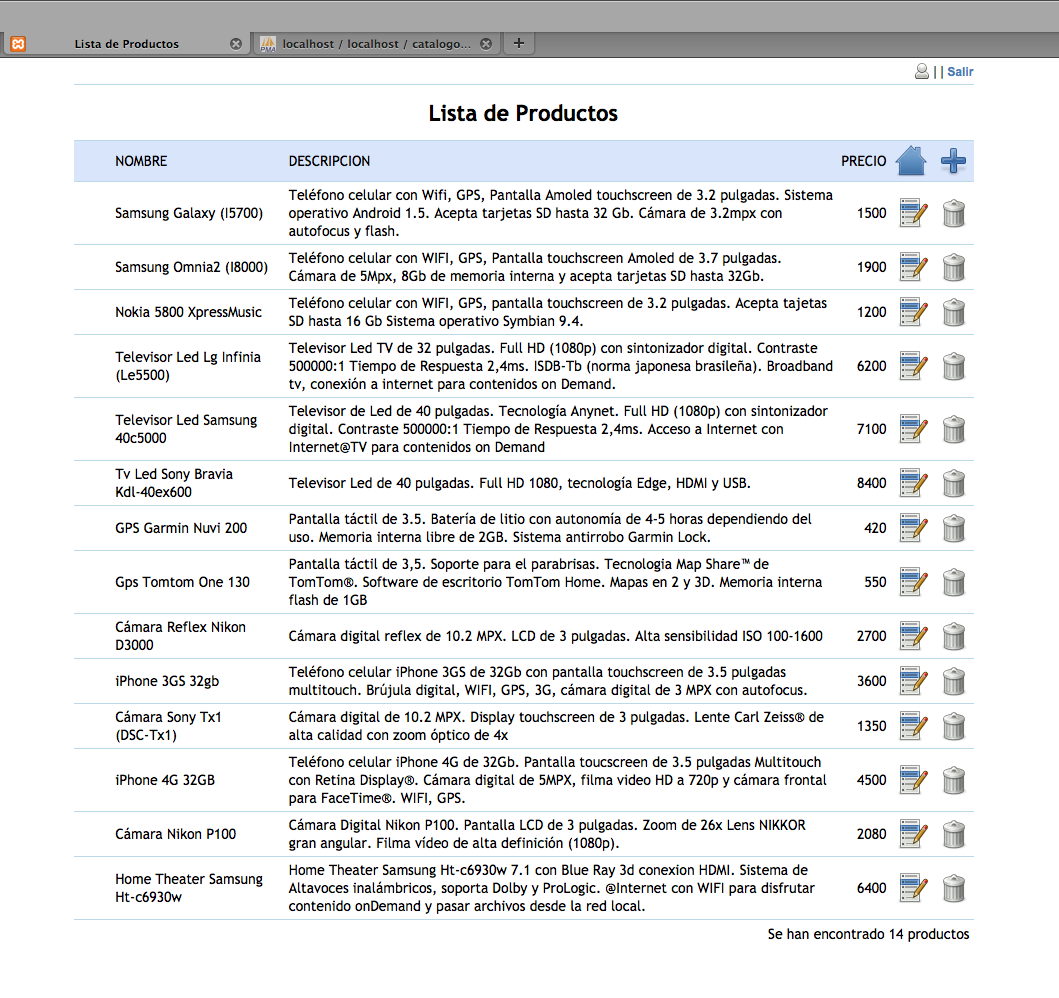 Lista de Productos
localhost / localhost / catalogo...
| | Salir
Lista de Productos
NOMBRE DESCRIPCION PRECIO
Samsung Galaxy (I5700)
Teléfono celular con Wifi, GPS, Pantalla Amoled touchscreen de 3.2 pulgadas. Sistema
operativo Android 1.5. Acepta tarjetas SD hasta 32 Gb. Cámara de 3.2mpx con
autofocus y flash.
1500
Samsung Omnia2 (I8000)
Teléfono celular con WIFI, GPS, Pantalla touchscreen Amoled de 3.7 pulgadas.
Cámara de 5Mpx, 8Gb de memoria interna y acepta tarjetas SD hasta 32Gb.
1900
Nokia 5800 XpressMusic
Teléfono celular con WIFI, GPS, pantalla touchscreen de 3.2 pulgadas. Acepta tajetas
SD hasta 16 Gb Sistema operativo Symbian 9.4.
1200
Televisor Led Lg Infinia
(Le5500)
Televisor Led TV de 32 pulgadas. Full HD (1080p) con sintonizador digital. Contraste
500000:1 Tiempo de Respuesta 2,4ms. ISDB-Tb (norma japonesa brasileña). Broadband
tv, conexión a internet para contenidos on Demand.
6200
Televisor Led Samsung
40c5000
Televisor de Led de 40 pulgadas. Tecnología Anynet. Full HD (1080p) con sintonizador
digital. Contraste 500000:1 Tiempo de Respuesta 2,4ms. Acceso a Internet con
Internet@TV para contenidos on Demand
7100
Tv Led Sony Bravia
Kdl-40ex600
Televisor Led de 40 pulgadas. Full HD 1080, tecnología Edge, HDMI y USB.
8400
GPS Garmin Nuvi 200
Pantalla táctil de 3.5. Batería de litio con autonomía de 4-5 horas dependiendo del
uso. Memoria interna libre de 2GB. Sistema antirrobo Garmin Lock.
420
Gps Tomtom One 130
Pantalla táctil de 3,5. Soporte para el parabrisas. Tecnologia Map Share™ de
TomTom®. Software de escritorio TomTom Home. Mapas en 2 y 3D. Memoria interna
flash de 1GB
550
Cámara Reflex Nikon
D3000
Cámara digital reflex de 10.2 MPX. LCD de 3 pulgadas. Alta sensibilidad ISO 100-1600
2700
iPhone 3GS 32gb
Teléfono celular iPhone 3GS de 32Gb con pantalla touchscreen de 3.5 pulgadas
multitouch. Brújula digital, WIFI, GPS, 3G, cámara digital de 3 MPX con autofocus.
3600
Cámara Sony Tx1
(DSC-Tx1)
Cámara digital de 10.2 MPX. Display touchscreen de 3 pulgadas. Lente Carl Zeiss® de
alta calidad con zoom óptico de 4x
1350
iPhone 4G 32GB
Teléfono celular iPhone 4G de 32Gb. Pantalla toucscreen de 3.5 pulgadas Multitouch
con Retina Display®. Cámara digital de 5MPX, filma video HD a 720p y cámara frontal
para FaceTime®. WIFI, GPS.
4500
Cámara Nikon P100
Cámara Digital Nikon P100. Pantalla LCD de 3 pulgadas. Zoom de 26x Lens NIKKOR
gran angular. Filma vídeo de alta definición (1080p).
2080
Home Theater Samsung
Ht-c6930w
Home Theater Samsung Ht-c6930w 7.1 con Blue Ray 3d conexion HDMI. Sistema de
Altavoces inalámbricos, soporta Dolby y ProLogic. @Internet con WIFI para disfrutar
contenido onDemand y pasar archivos desde la red local.
6400
Se han encontrado 14 productos